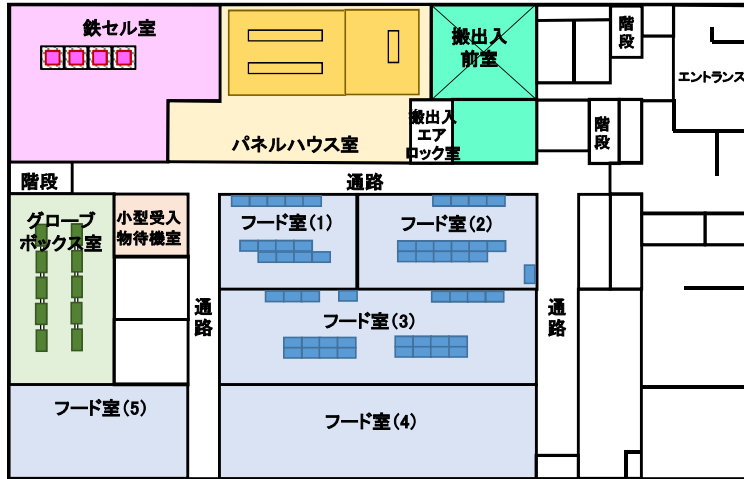 鉄セル室
搬出入
前室
階
段
エントランス
パネルハウス室
搬出入
エア
ロック室
階
段
階段
通路
グローブ
ボックス室
小型受入
物待機室
フード室(1)
フード室(2)
通
路
フード室(3)
通
路
フード室(5)
フード室(4)